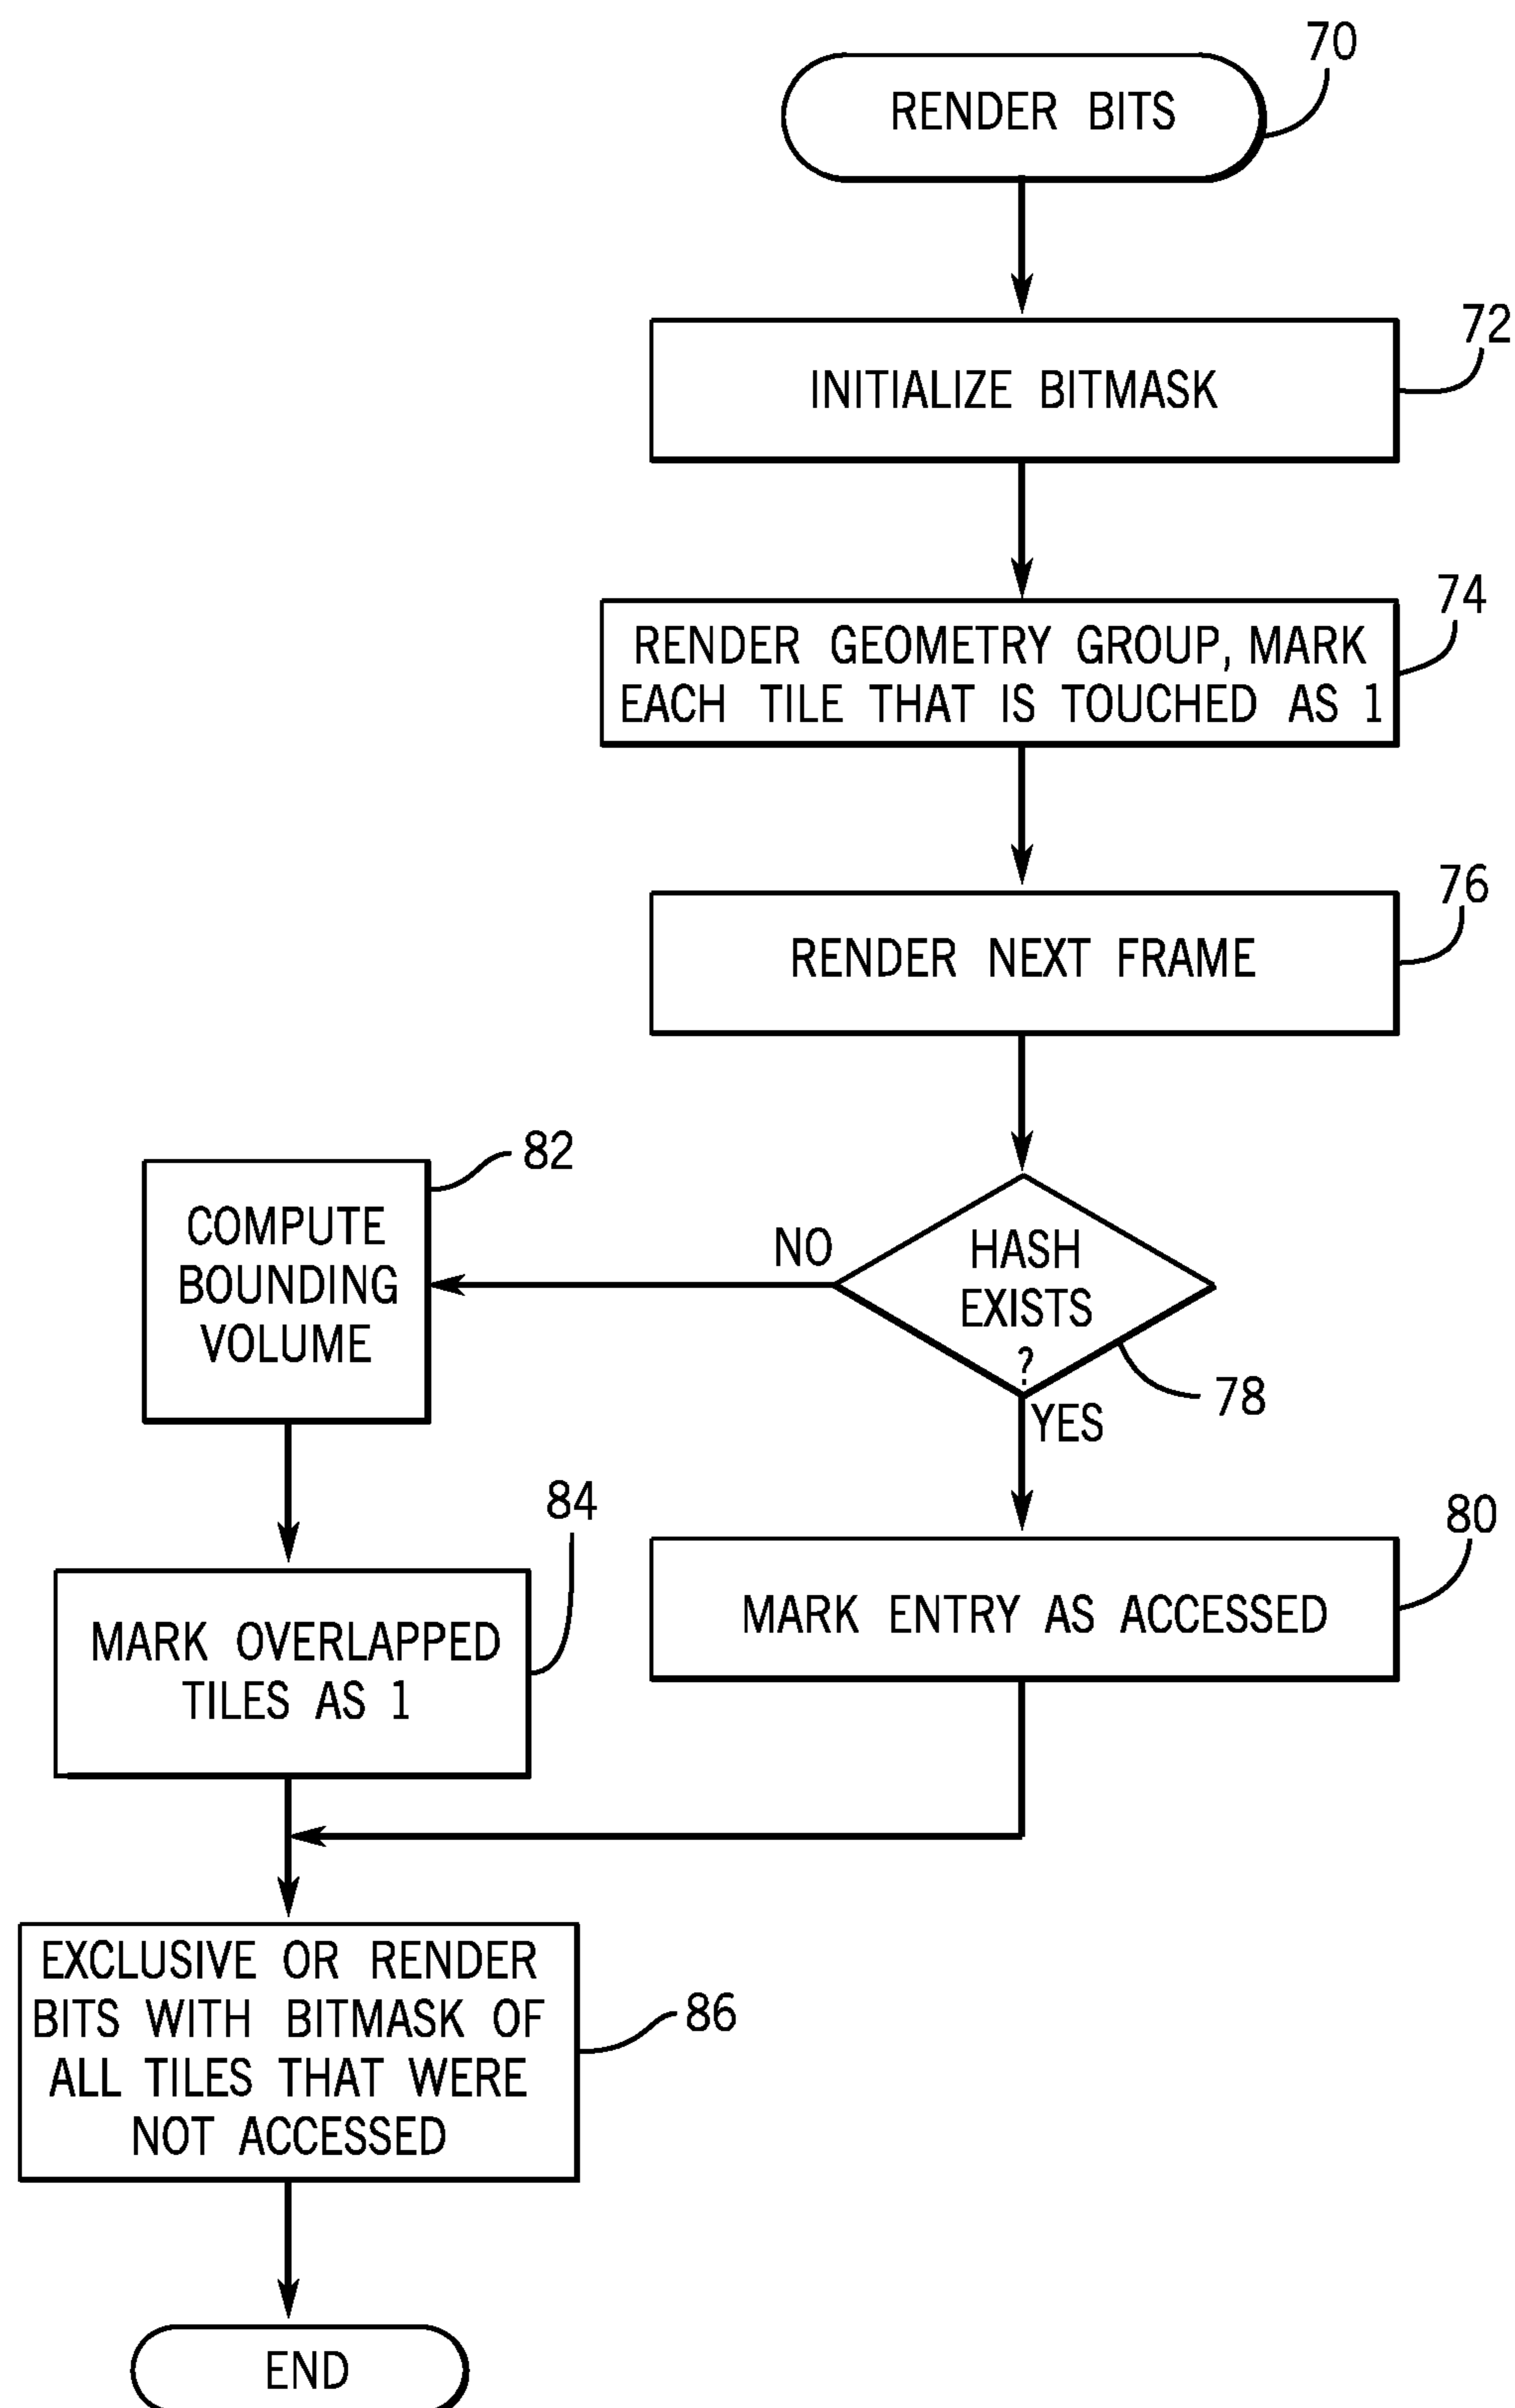 70
RENDER BITS
72
INITIALIZE BITMASK
74
RENDER GEOMETRY GROUP, MARK
EACH TILE THAT IS TOUCHED AS 1
76
RENDER NEXT FRAME
82
COMPUTE
BOUNDING
VOLUME
NO
HASH
EXISTS
?
78
YES
84
MARK OVERLAPPED
TILES AS 1
80
MARK ENTRY AS ACCESSED
EXCLUSIVE OR RENDER
BITS WITH BITMASK OF
ALL TILES THAT WERE
NOT ACCESSED
86
END